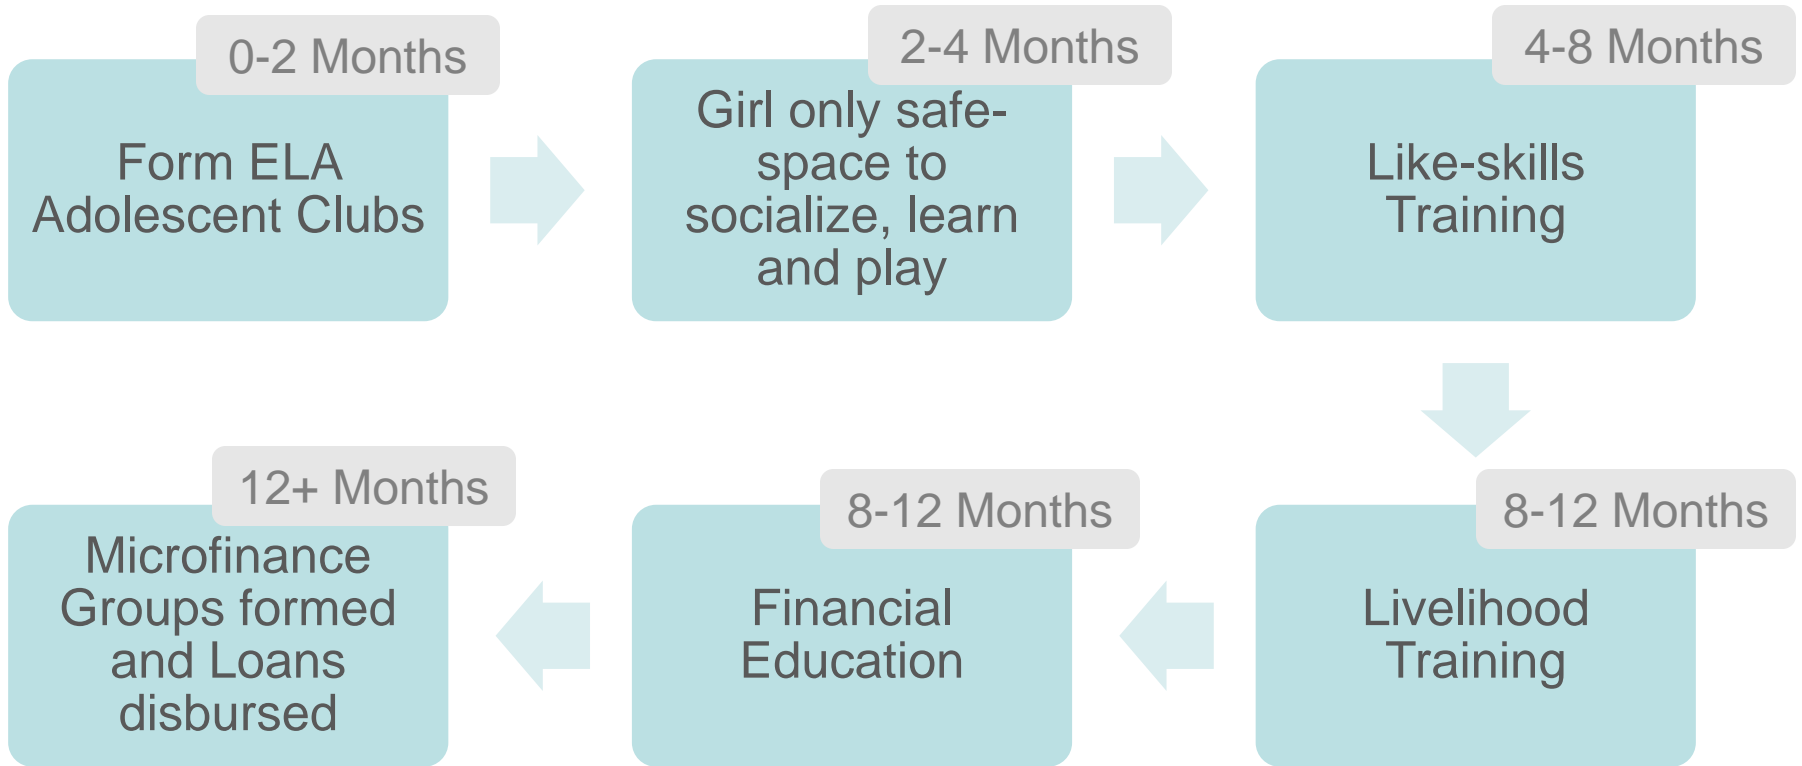 0-2 Months
Form ELA
Adolescent Clubs
2-4 Months
Girl only safe-
space to
socialize, learn
and play
4-8 Months
Like-skills
Training
8-12 Months
Livelihood
Training
8-12 Months
Financial
Education
12+ Months
Microfinance
Groups formed
and Loans
disbursed